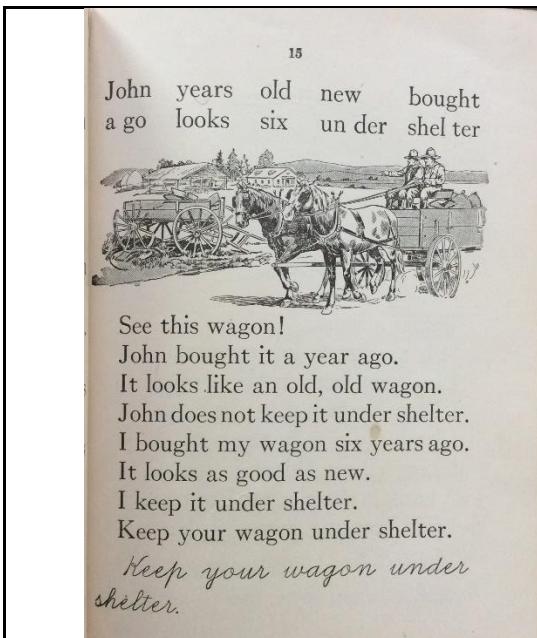 15
John years old new bought
a go looks six un der shel ter
See this wagon!
John bought it a year ago.
It looks like an old, old wagon.
John does not keep it under shelter.
I bought my wagon six years ago.
It looks as good as new.
I keep it under shelter.
Keep your wagon under shelter.
Keep your wagon under
shelter.